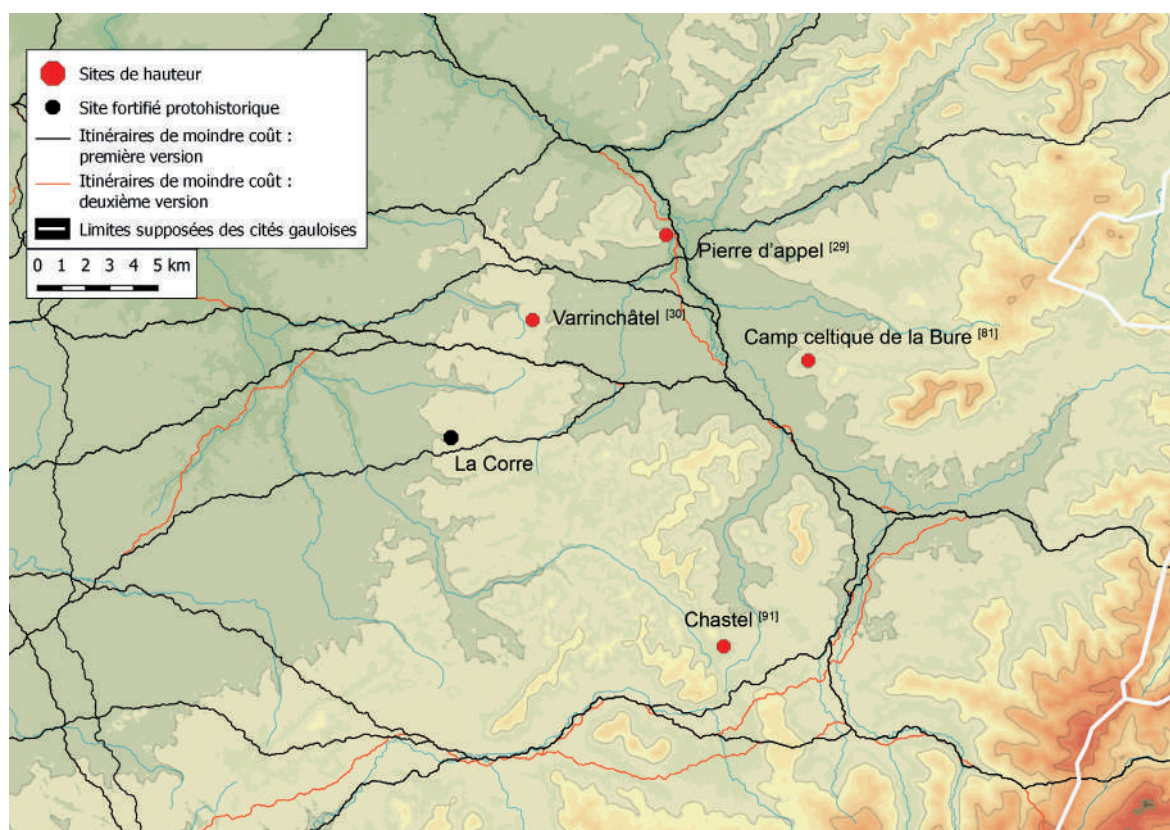 Sites de hauteur
Site fortifié protohistorique
Itinéraires de moindre coût :
première version
Itinéraires de moindre coût :
deuxième version
Limites supposées des cités gauloises
0 1 2 3 4 5 km
Pierre d'appel [29]
Varrinchâtel [30]
Camp celtique de la Bure [81]
La Corre
Chastel [91]